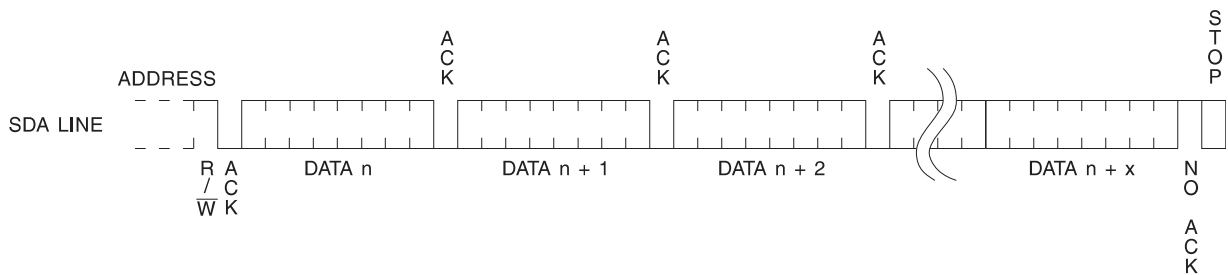 ACK
ACK
ACK
STOP
ADDRESS
SDA LINE
R/W
ACK
DATA n
DATA n + 1
DATA n + 2
DATA n + x
NO ACK